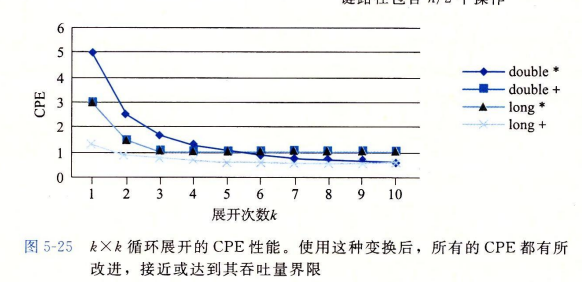 6
5
4
3
2
1
0
CPE
1 2 3 4 5 6 7 8 9 10
展开次数k
double *
double +
long *
long +
图 5-25 k×k 循环展开的 CPE 性能。使用这种变换后，所有的 CPE 都有所
改进，接近或达到其吞吐量界限